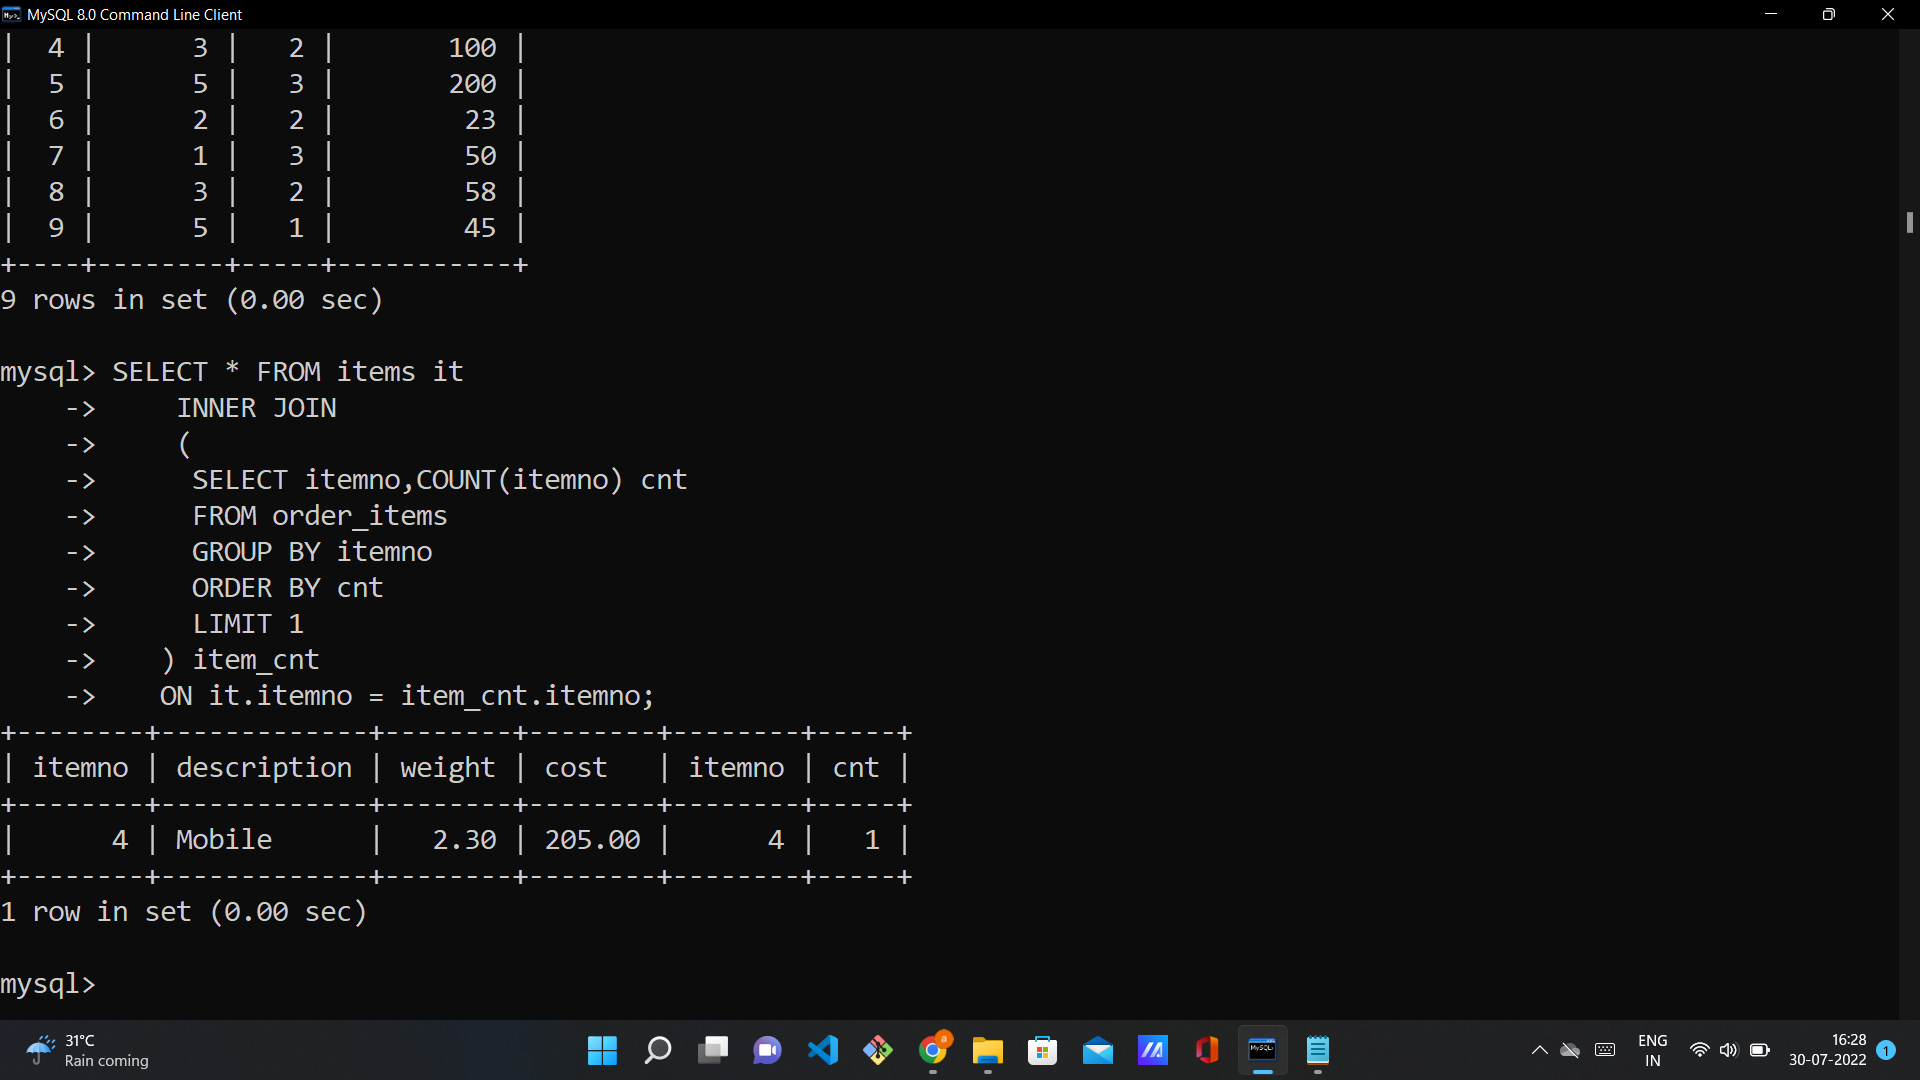 MySQL 8.0 Command Line Client
|  4 |      3 |   2 |       100 |
|  5 |      5 |   3 |       200 |
|  6 |      2 |   2 |        23 |
|  7 |      1 |   3 |        50 |
|  8 |      3 |   2 |        58 |
|  9 |      5 |   1 |        45 |
+----+--------+-----+-----------+
9 rows in set (0.00 sec)
mysql> SELECT * FROM items it
    ->     INNER JOIN
    ->     (
    ->      SELECT itemno,COUNT(itemno) cnt
    ->      FROM order_items
    ->      GROUP BY itemno
    ->      ORDER BY cnt
    ->      LIMIT 1
    ->    ) item_cnt
    ->    ON it.itemno = item_cnt.itemno;
+--------+-------------+--------+--------+--------+-----+
| itemno | description | weight | cost   | itemno | cnt |
+--------+-------------+--------+--------+--------+-----+
|      4 | Mobile      |   2.30 | 205.00 |      4 |   1 |
+--------+-------------+--------+--------+--------+-----+
1 row in set (0.00 sec)
mysql>
31°C
Rain coming
a
MySQL
ENG
IN
16:28
30-07-2022
1